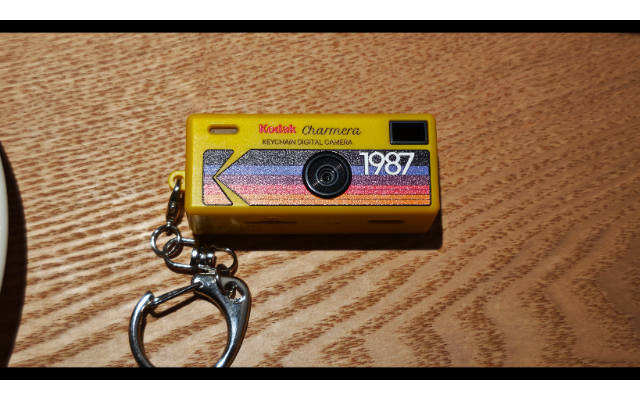 Kodak Charmera
KEYCHAIN DIGITAL CAMERA
1987